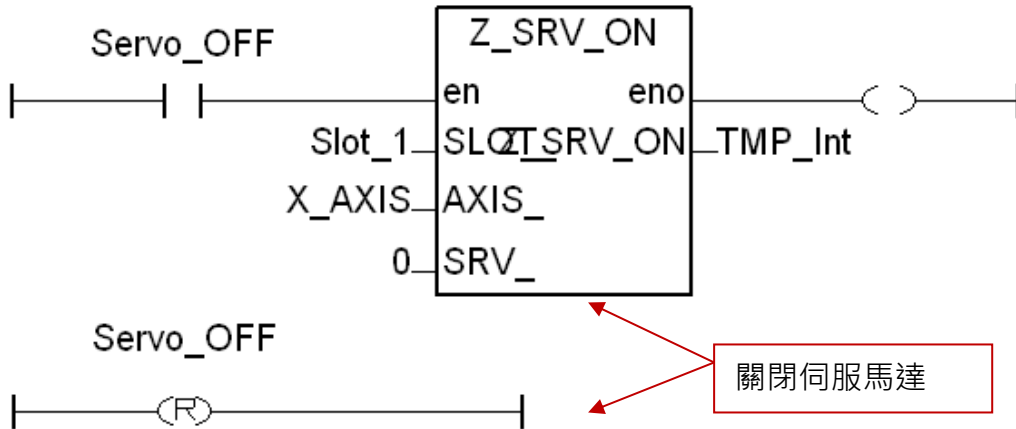 Servo_OFF
Z_SRV_ON
en eno
Slot_1 SLOT_ Z_SRV_ON TMP_Int
X_AXIS AXIS_
0 SRV_
Servo_OFF
關閉伺服馬達
R